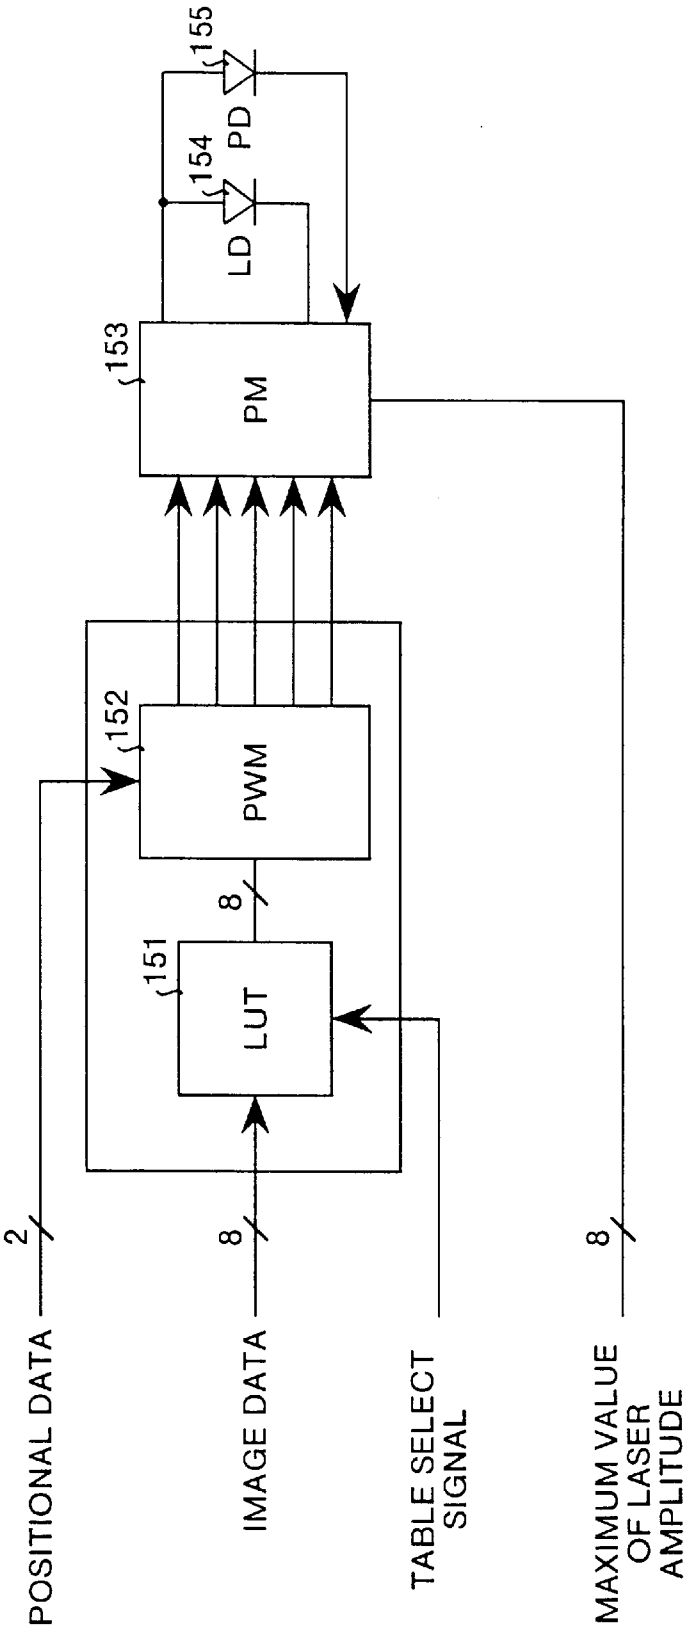 POSITIONAL DATA
2
IMAGE DATA
8
TABLE SELECT
SIGNAL
MAXIMUM VALUE
OF LASER
AMPLITUDE
8
151
LUT
8
152
PWM
153
PM
154
LD
155
PD